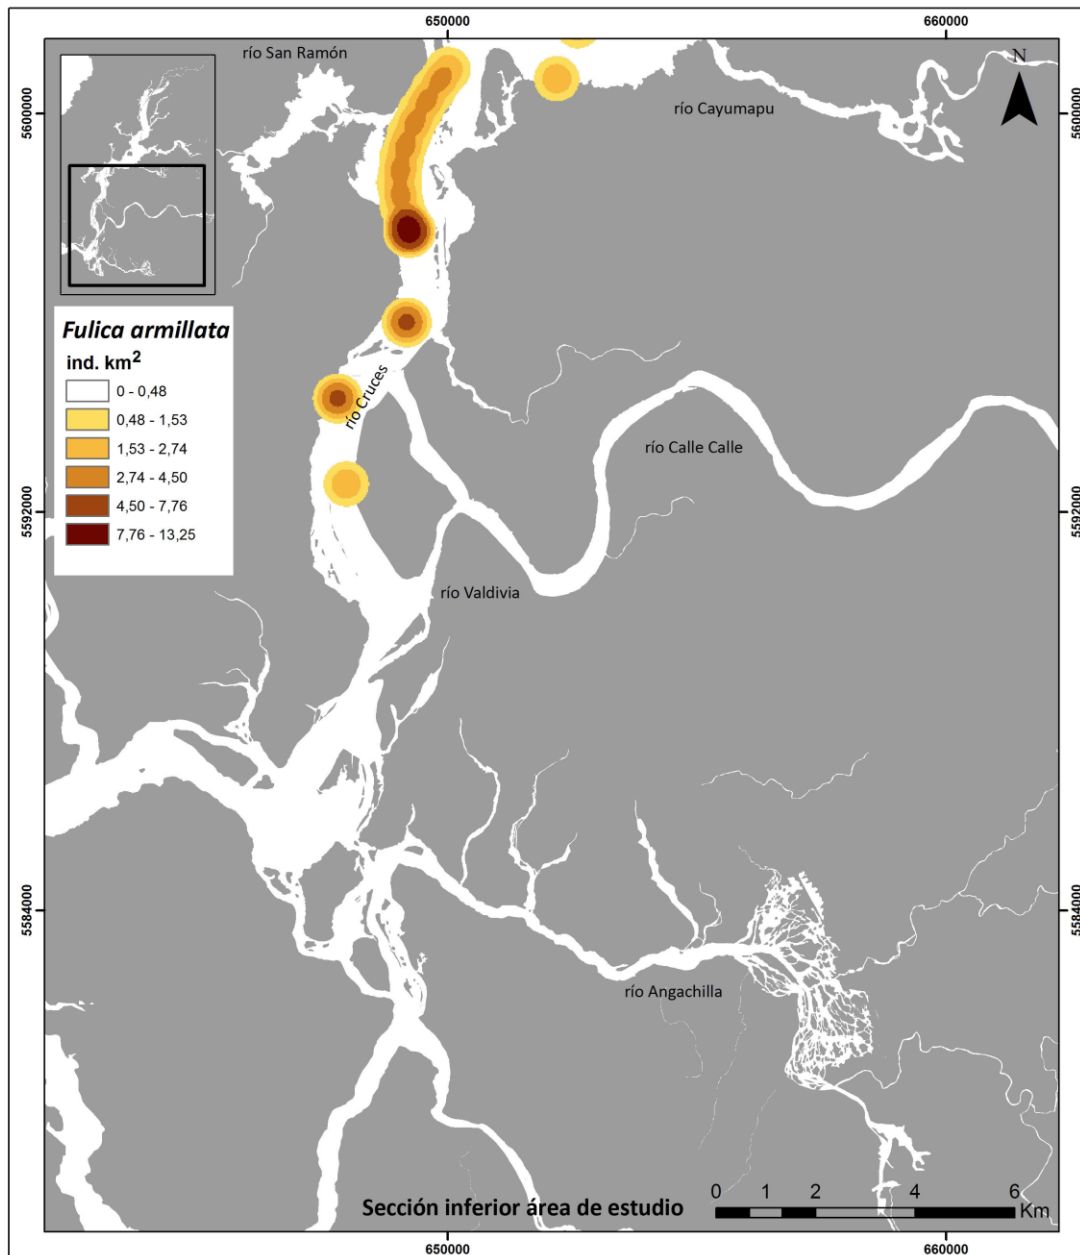 650000
660000
río San Ramón
N
río Cayumapu
5600000
5600000
Fulica armillata
ind. km²
0 - 0,48
0,48 - 1,53
1,53 - 2,74
2,74 - 4,50
4,50 - 7,76
7,76 - 13,25
río Cruces
río Calle Calle
5592000
5592000
río Valdivia
5584000
5584000
río Angachilla
Sección inferior área de estudio
0 1 2 4 6
Km
650000
660000